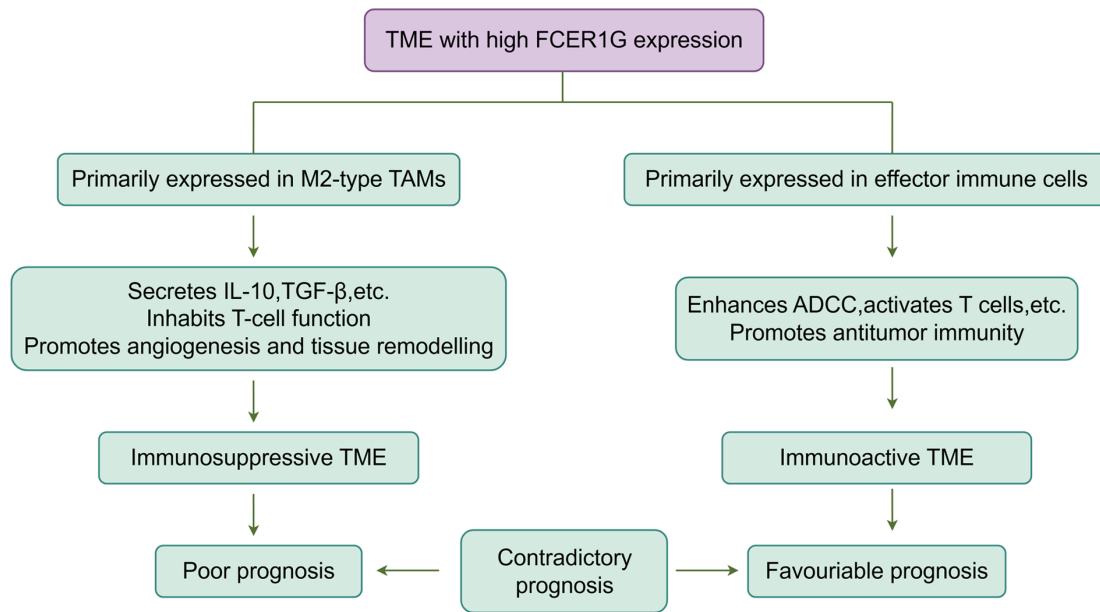 TME with high FCER1G expression
Primarily expressed in M2-type TAMs
Primarily expressed in effector immune cells
Secretes IL-10,TGF-β,etc.
Inhabits T-cell function
Promotes angiogenesis and tissue remodelling
Enhances ADCC,activates T cells,etc.
Promotes antitumor immunity
Immunosuppressive TME
Immunoactive TME
Poor prognosis
Contradictory
prognosis
Favouriable prognosis